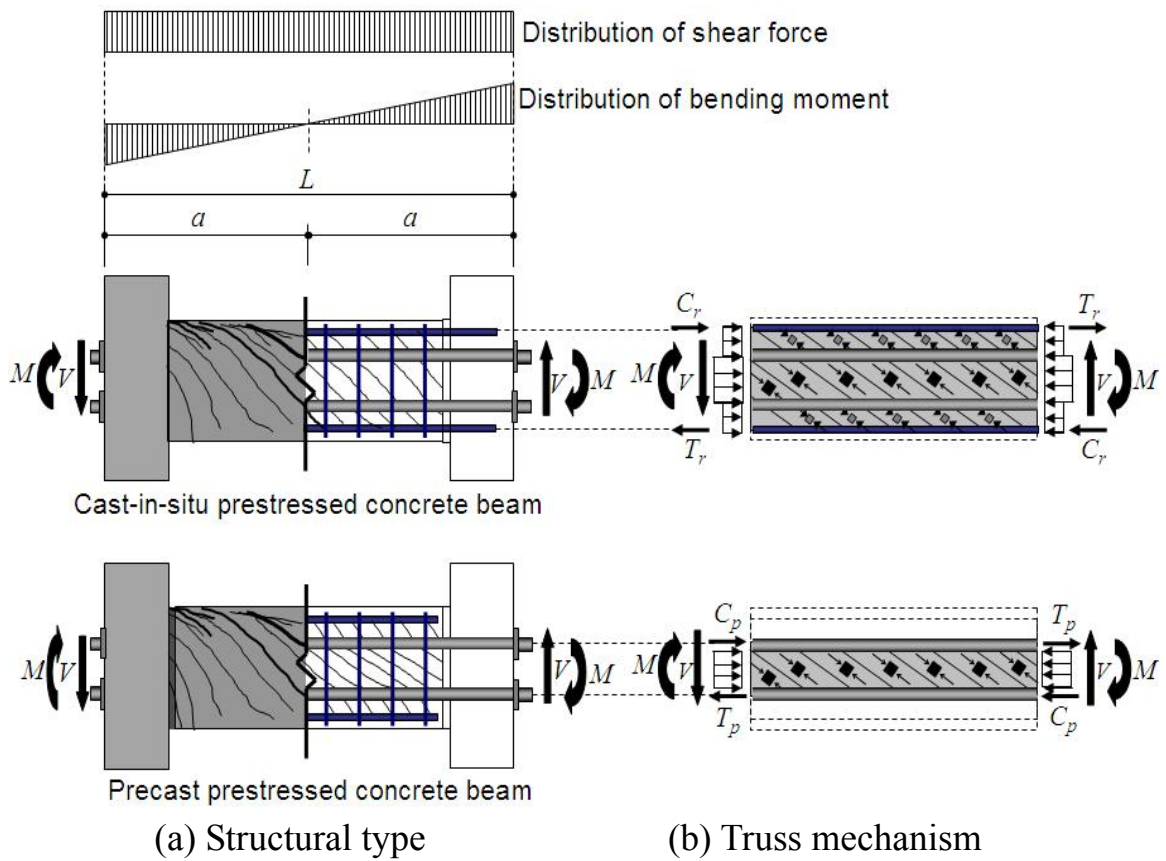 Distribution of shear force
Distribution of bending moment
L
a a
C_r T_r
M V V M M V V M
T_r C_r
Cast-in-situ prestressed concrete beam
C_p T_p
M V V M M V V M
T_p C_p
Precast prestressed concrete beam
(a) Structural type (b) Truss mechanism